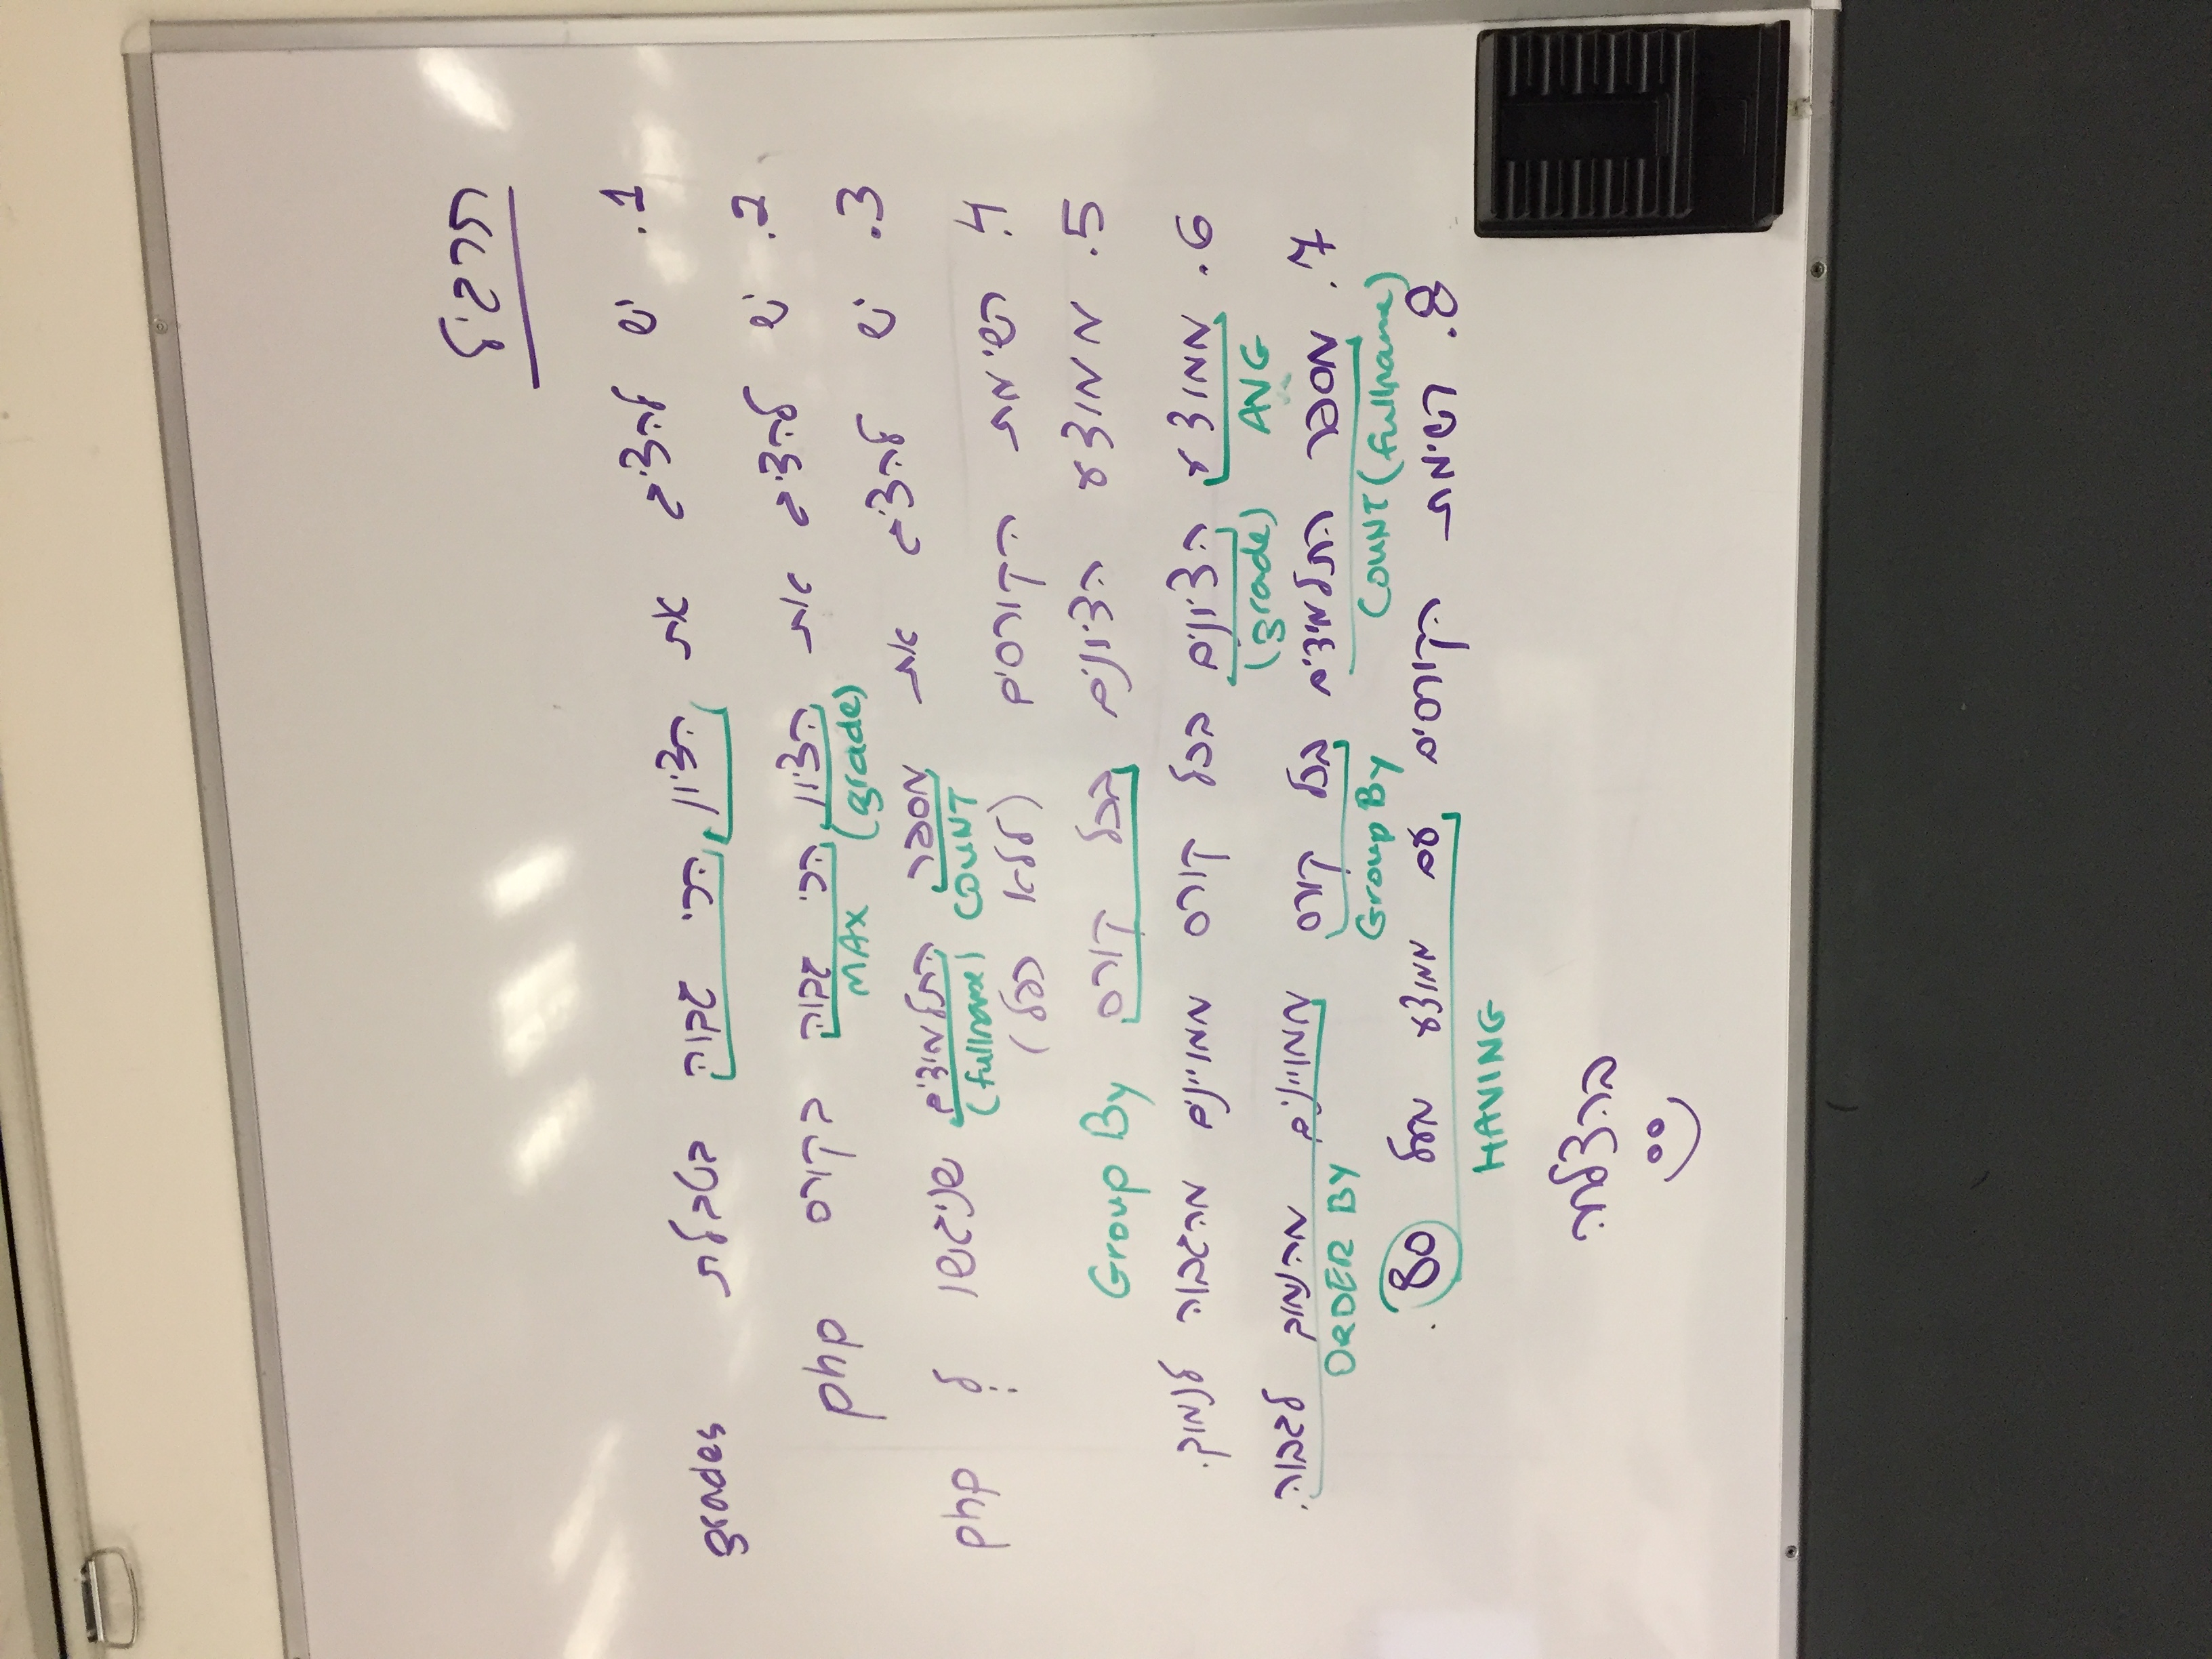 תרגיל
1. יש להציג את הציון הכי גבוה בטבלת grades
2. יש להציג את הציון הכי גבוה בקורס php
MAX (grade)
3. יש להציג את מספר התלמידים שניגשו ל php
(fullname) COUNT
4. רשימת הקורסים (ללא כפל)
5. ממוצע הציונים בכל קורס Group By
6. ממוצע הציונים בכל קורס ממויינים מהגבוה לנמוך.
(grade) AVG
7. מספר התלמידים בכל קורס ממויינים מהנמוך לגבוה.
ORDER BY Group By COUNT (fullname)
8. רשימת הקורסים עם ממוצע מעל 80.
HAVING
בהצלחה